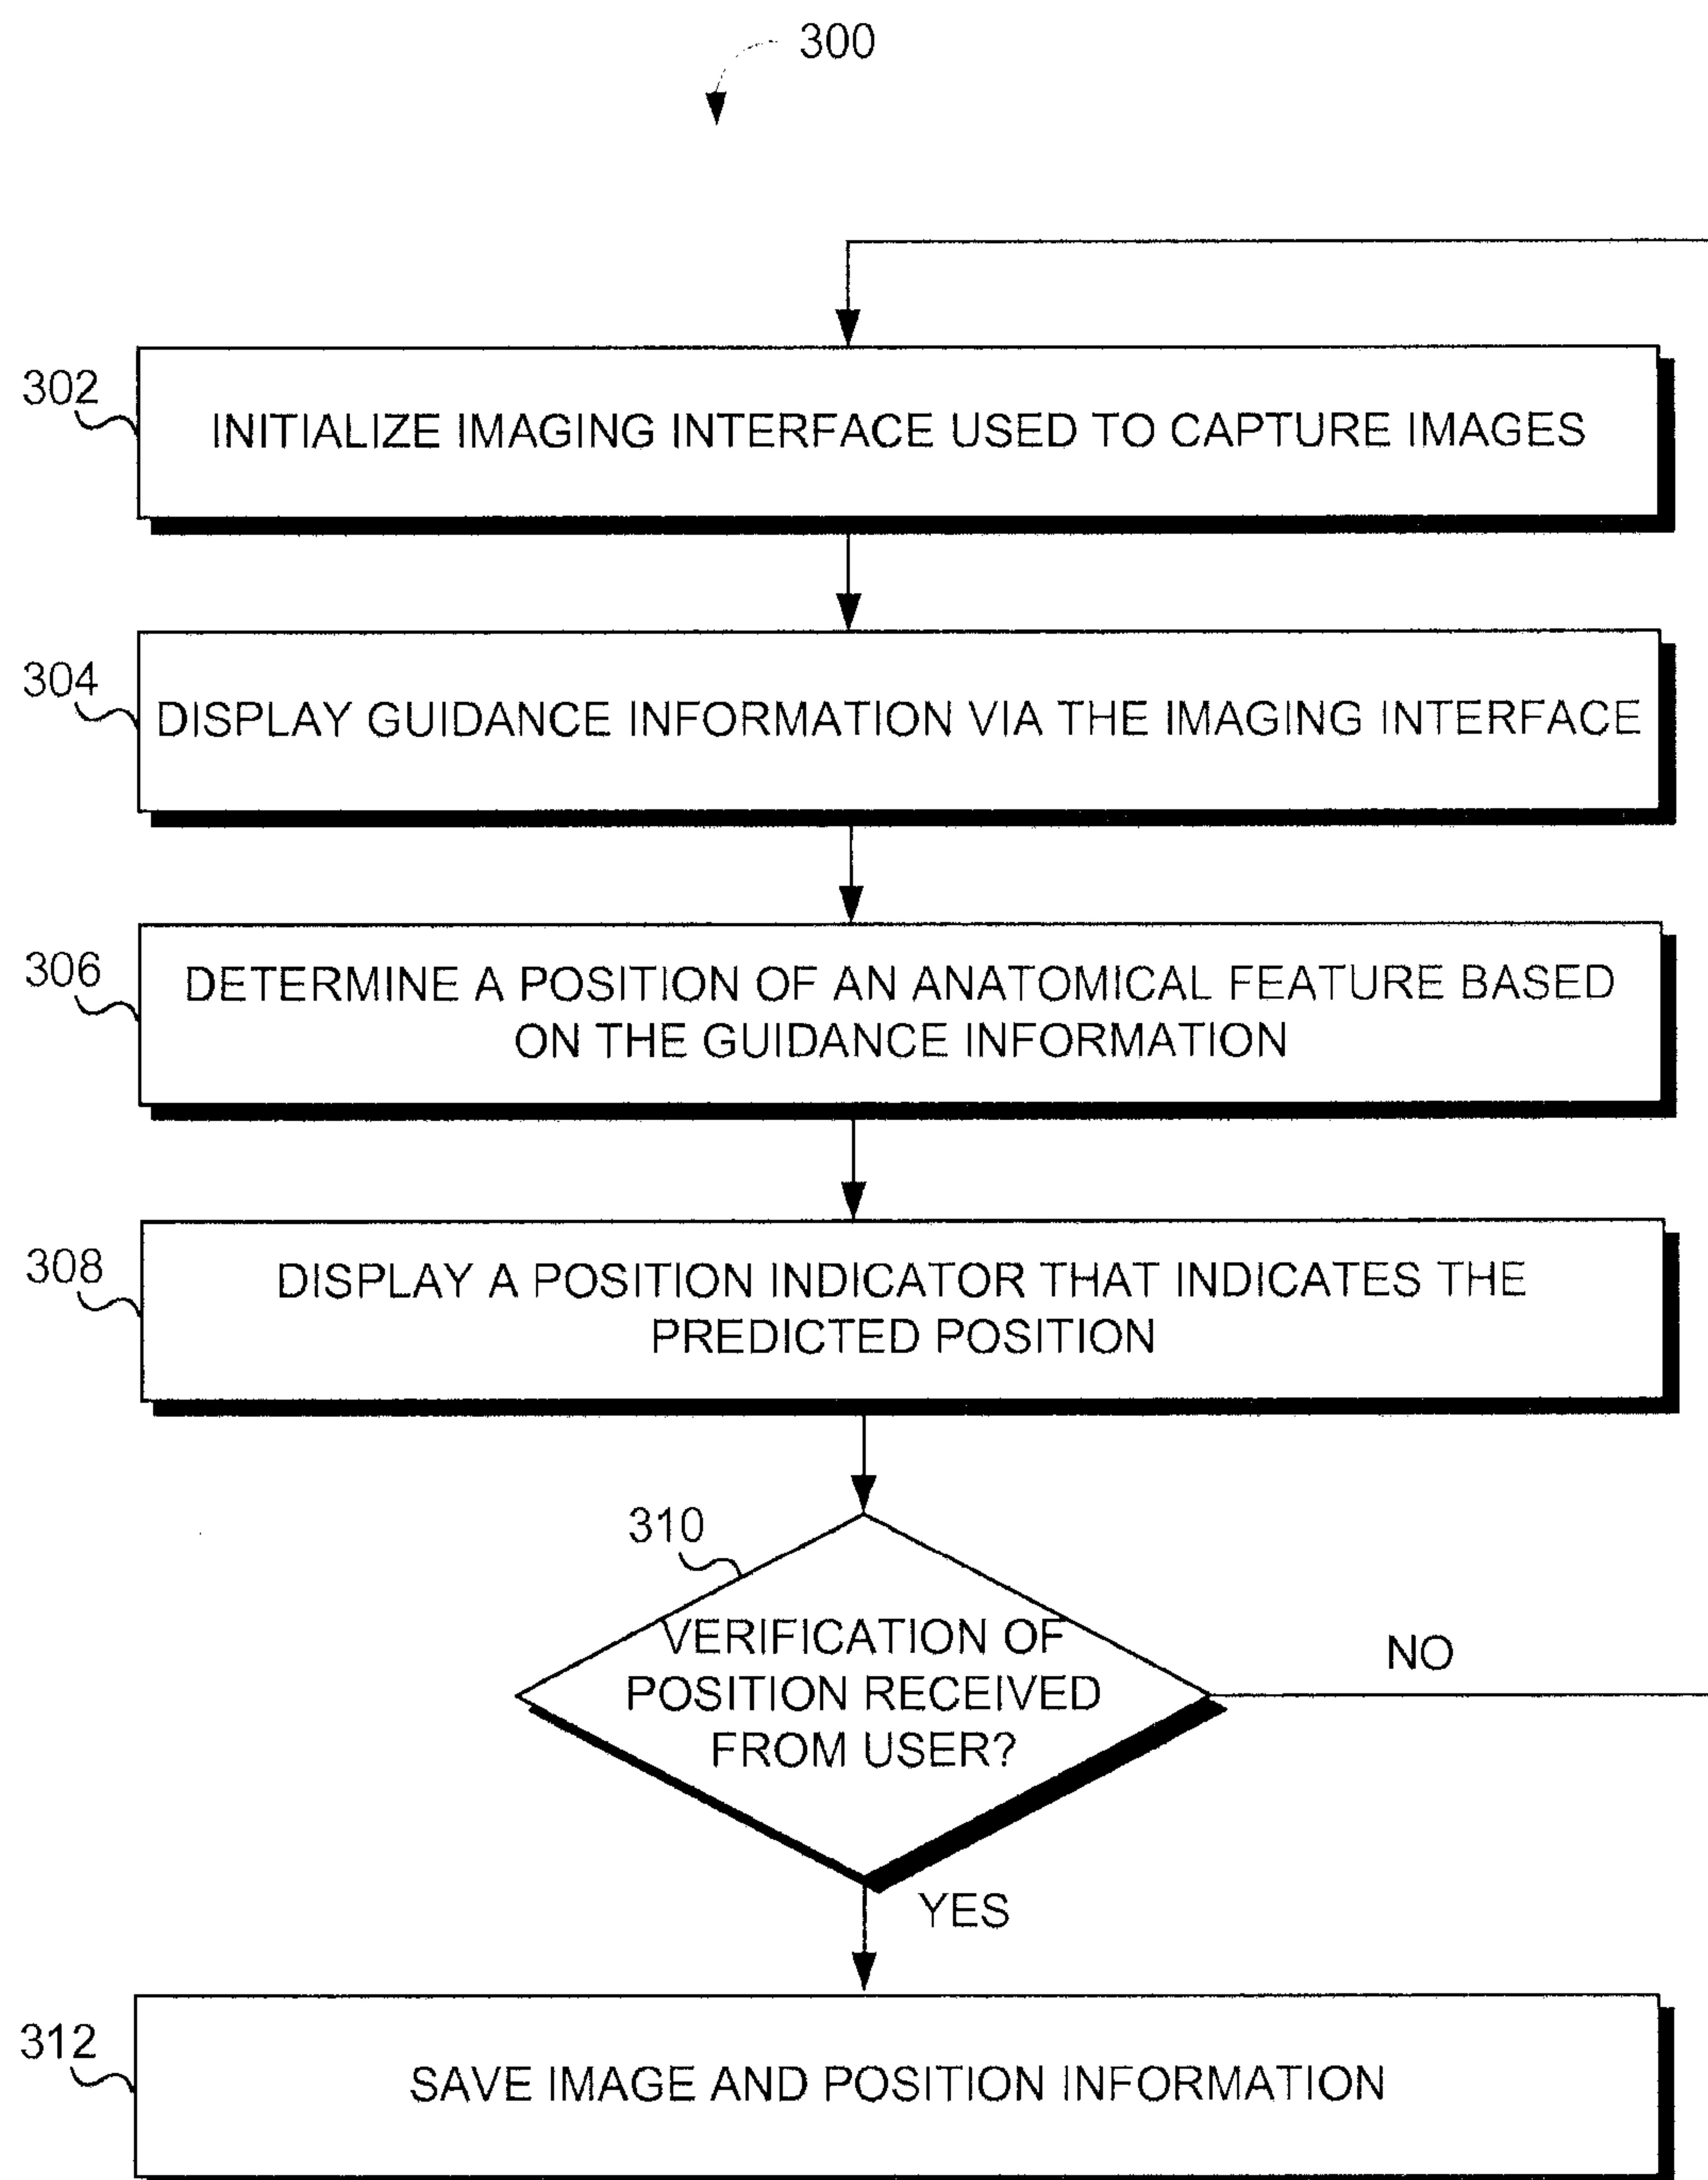 300
302
INITIALIZE IMAGING INTERFACE USED TO CAPTURE IMAGES
304
DISPLAY GUIDANCE INFORMATION VIA THE IMAGING INTERFACE
306
DETERMINE A POSITION OF AN ANATOMICAL FEATURE BASED
ON THE GUIDANCE INFORMATION
308
DISPLAY A POSITION INDICATOR THAT INDICATES THE
PREDICTED POSITION
310
VERIFICATION OF
POSITION RECEIVED
FROM USER?
NO
YES
312
SAVE IMAGE AND POSITION INFORMATION